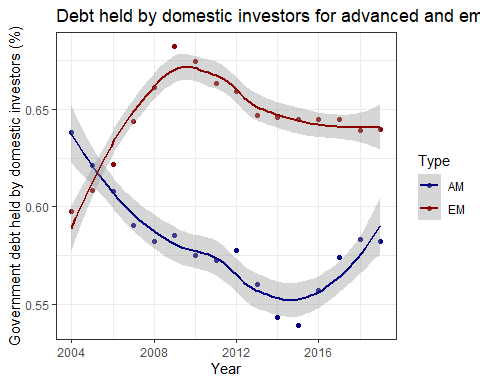 Debt held by domestic investors for advanced and em
Government debt held by domestic investors (%)
0.65
0.60
0.55
2004
2008
2012
2016
Year
Type
AM
EM